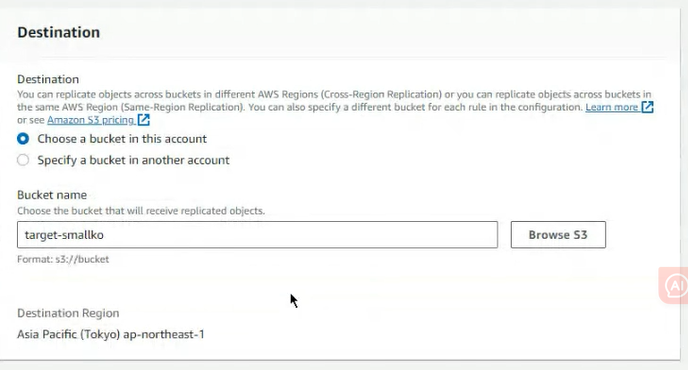 Destination
Destination
You can replicate objects across buckets in different AWS Regions (Cross-Region Replication) or you can replicate objects across buckets in
the same AWS Region (Same-Region Replication). You can also specify a different bucket for each rule in the configuration. Learn more
or see Amazon S3 pricing
Choose a bucket in this account
Specify a bucket in another account
Bucket name
Choose the bucket that will receive replicated objects.
target-smallko
Browse S3
Format: s3://bucket
AI
Destination Region
Asia Pacific (Tokyo) ap-northeast-1